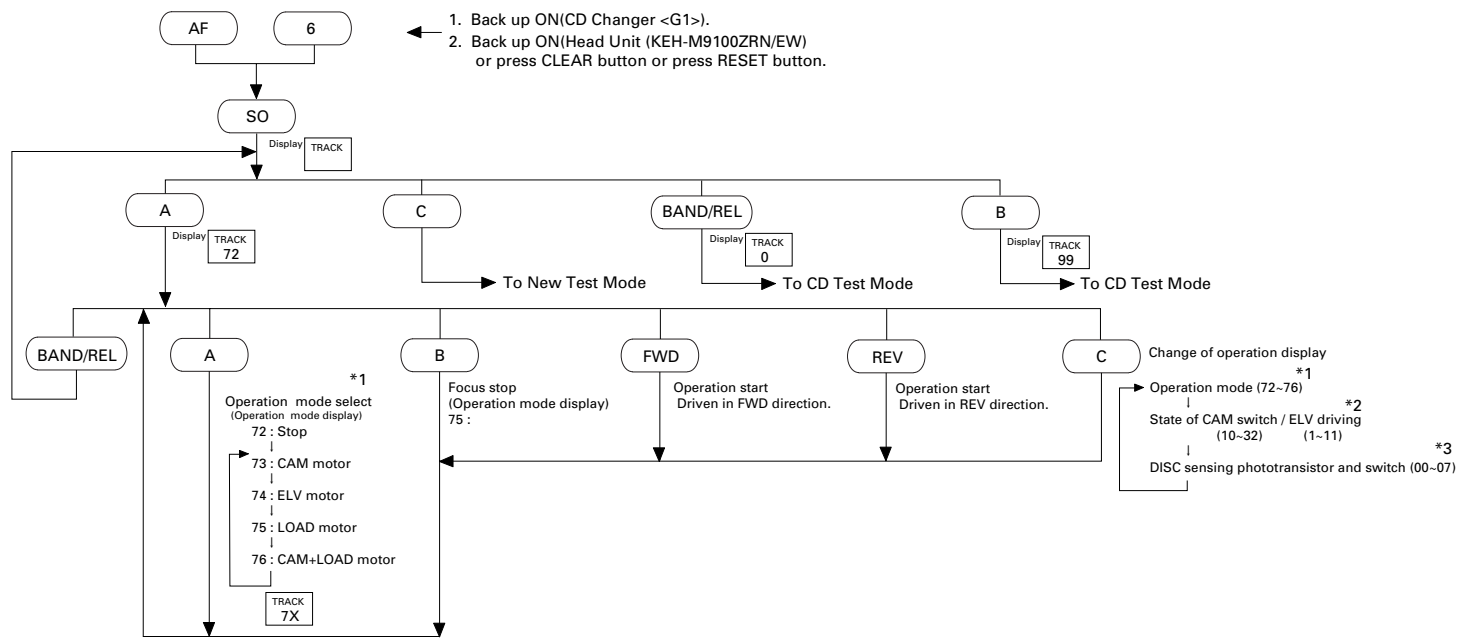 AF
6
1. Back up ON(CD Changer <G1>).
2. Back up ON(Head Unit (KEH-M9100ZRN/EW)
or press CLEAR button or press RESET button.
SO
Display
TRACK
A
C
BAND/REL
B
Display
TRACK
72
Display
TRACK
0
Display
TRACK
99
To New Test Mode
To CD Test Mode
To CD Test Mode
BAND/REL
A
B
FWD
REV
C
Change of operation display
*1
Operation mode select
(Operation mode display)
72 : Stop
73 : CAM motor
74 : ELV motor
75 : LOAD motor
76 : CAM+LOAD motor
TRACK
7X
Focus stop
(Operation mode display)
75 :
Operation start
Driven in FWD direction.
Operation start
Driven in REV direction.
Operation mode (72~76) *1
State of CAM switch / ELV driving *2
(10~32) (1~11)
*3
DISC sensing phototransistor and switch (00~07)